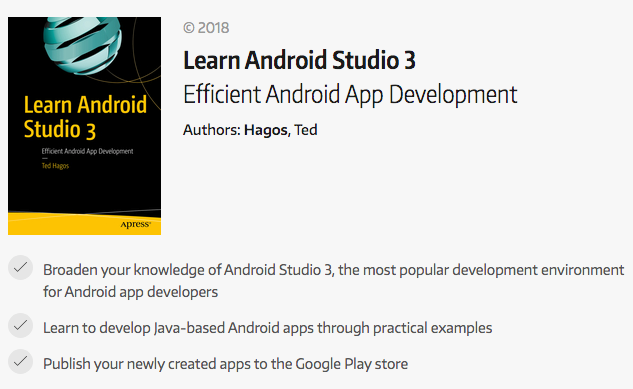 © 2018
Learn Android Studio 3
Efficient Android App Development
Authors: Hagos, Ted
Learn Android
Studio 3
Efficient Android App Development
Ted Hagos
Apress®
Broaden your knowledge of Android Studio 3, the most popular development environment
for Android app developers
Learn to develop Java-based Android apps through practical examples
Publish your newly created apps to the Google Play store